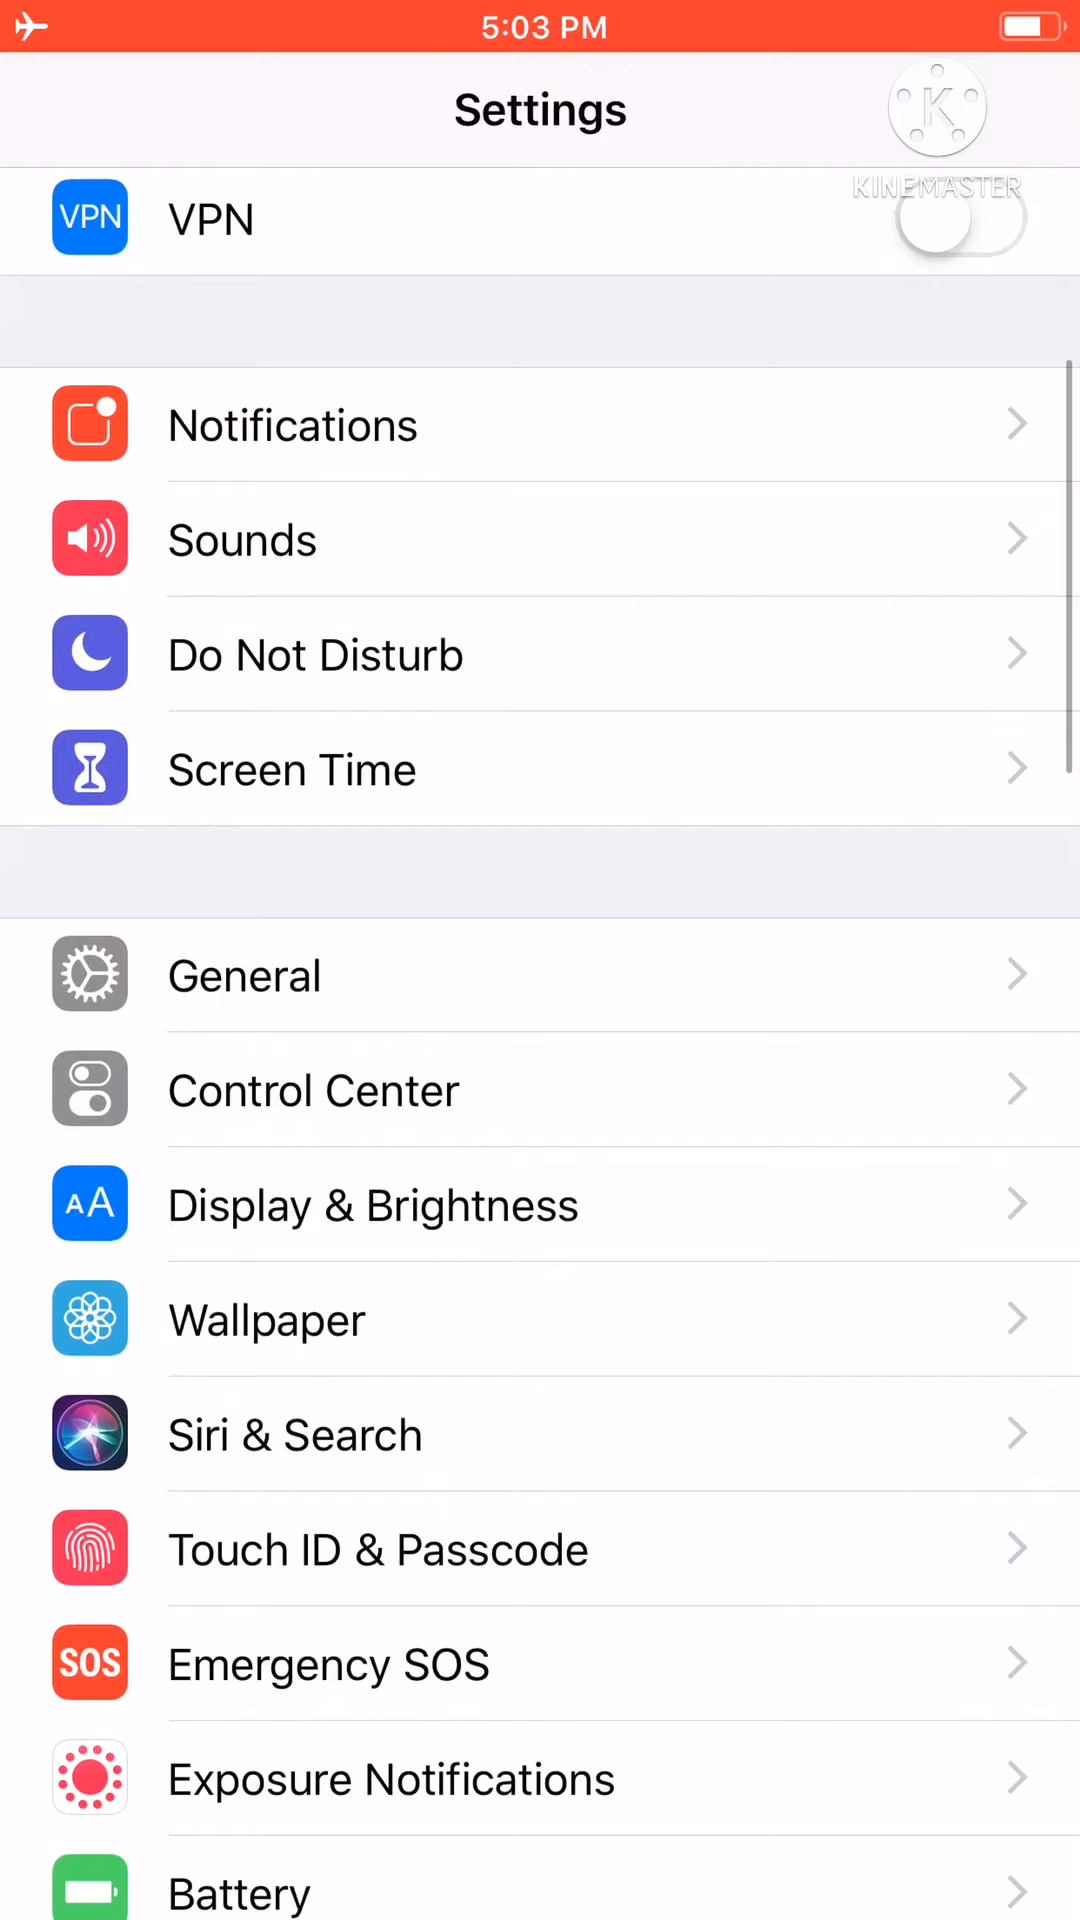 5:03 PM
Settings
K
KINEMASTER
VPN
VPN
Notifications
Sounds
Do Not Disturb
Screen Time
General
Control Center
AA
Display & Brightness
Wallpaper
Siri & Search
Touch ID & Passcode
SOS
Emergency SOS
Exposure Notifications
Battery